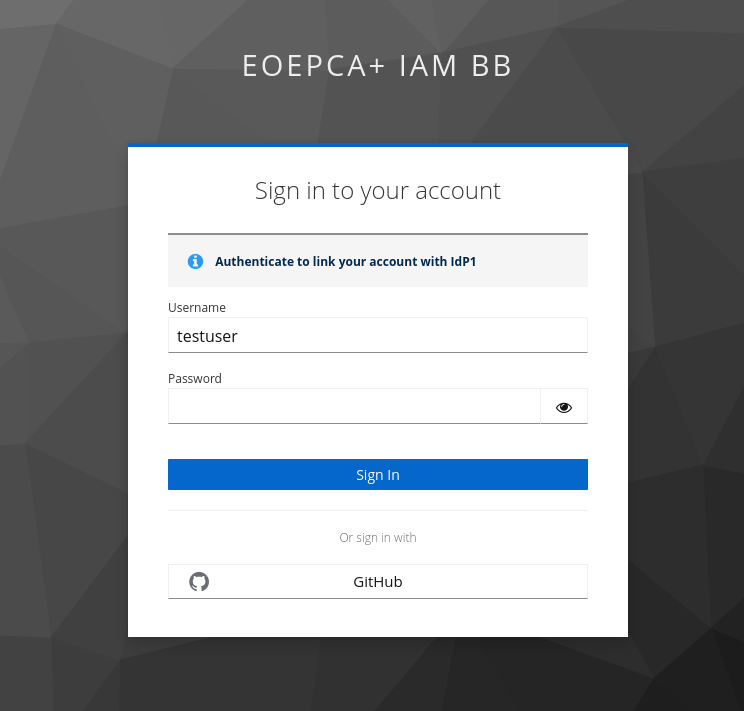 EOEPCA+ IAM BB
Sign in to your account
Authenticate to link your account with IdP1
Username
testuser
Password
Sign In
Or sign in with
GitHub